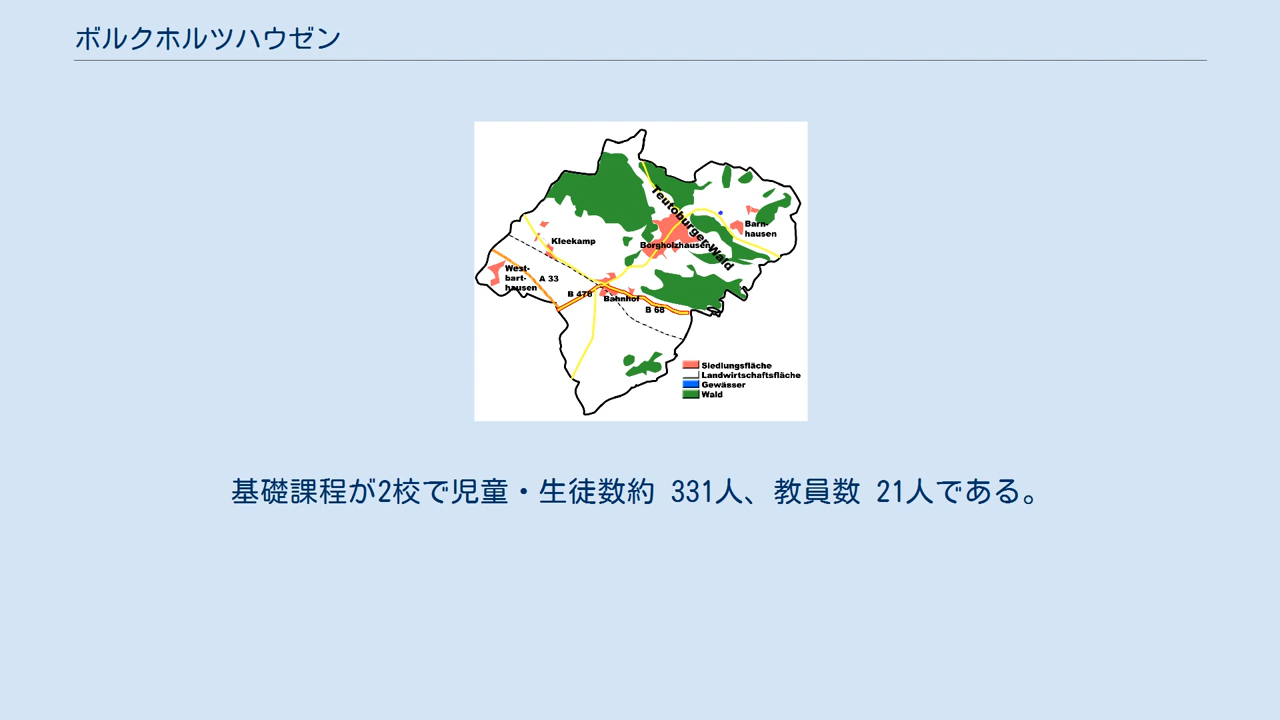 ボルクホルツハウゼン
Teutoburger Wald
Barn-
hausen
Kleekamp
Borgholzhausen
West-
bart-
hausen
A 33
B 476
Bahnhof
B 68
Siedlungsfläche
Landwirtschaftsfläche
Gewässer
Wald
基礎課程が2校で児童・生徒数約 331人、教員数 21人である。